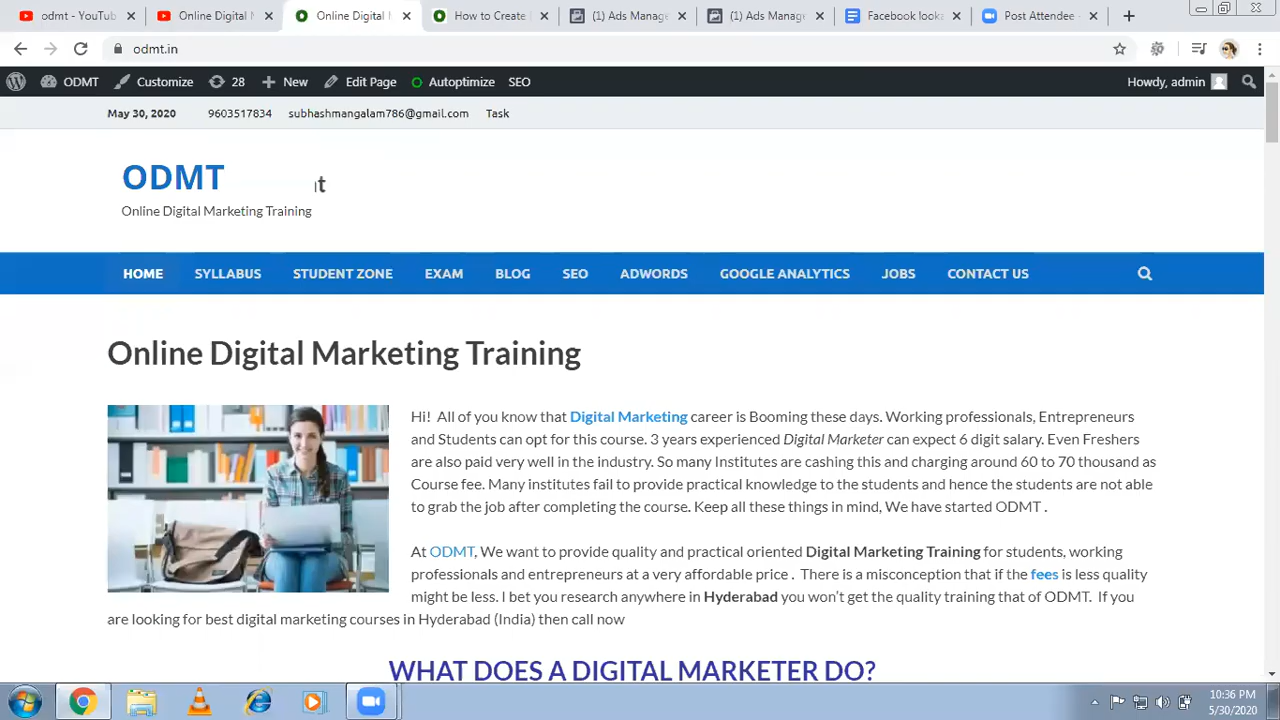 odmt - YouTub
Online Digital M
Online Digital M
How to Create
(1) Ads Manage
(1) Ads Manage
Facebook looka
Post Attendee -
odmt.in
ODMT Customize 28 New Edit Page Autoptimize SEO Howdy, admin
May 30, 2020 9603517834 subhashmangalam786@gmail.com Task
ODMT
Online Digital Marketing Training
HOME SYLLABUS STUDENT ZONE EXAM BLOG SEO ADWORDS GOOGLE ANALYTICS JOBS CONTACT US
Online Digital Marketing Training
Hi! All of you know that Digital Marketing career is Booming these days. Working professionals, Entrepreneurs
and Students can opt for this course. 3 years experienced Digital Marketer can expect 6 digit salary. Even Freshers
are also paid very well in the industry. So many Institutes are cashing this and charging around 60 to 70 thousand as
Course fee. Many institutes fail to provide practical knowledge to the students and hence the students are not able
to grab the job after completing the course. Keep all these things in mind, We have started ODMT .
At ODMT, We want to provide quality and practical oriented Digital Marketing Training for students, working
professionals and entrepreneurs at a very affordable price . There is a misconception that if the fees is less quality
might be less. I bet you research anywhere in Hyderabad you won't get the quality training that of ODMT. If you
are looking for best digital marketing courses in Hyderabad (India) then call now
WHAT DOES A DIGITAL MARKETER DO?
10:36 PM
5/30/2020